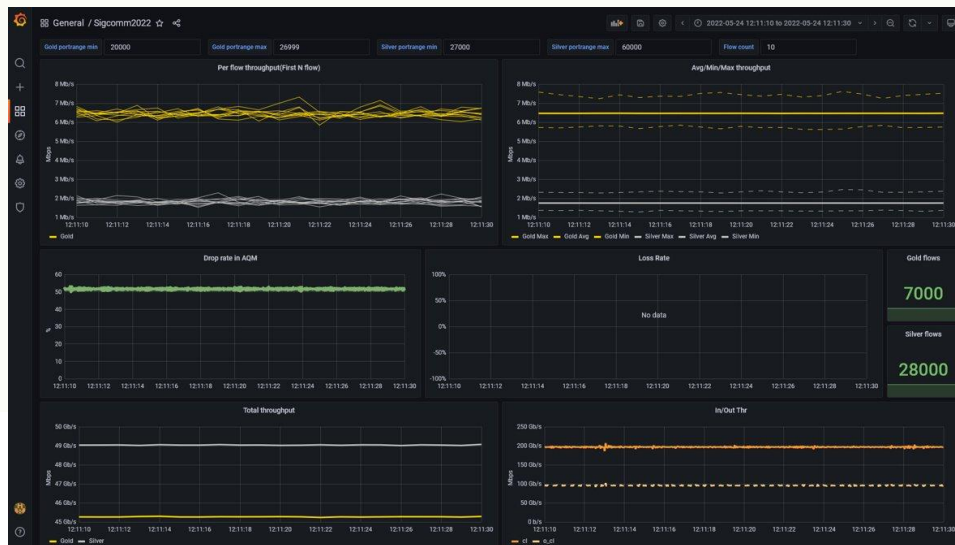 General / Sigcomm2022
2022-05-24 12:11:10 to 2022-05-24 12:11:30
Gold portrange min 20000 Gold portrange max 26999 Silver portrange min 27000 Silver portrange max 60000 Flow count 10
Per flow throughput(First N flow)
8 Mb/s
7 Mb/s
6 Mb/s
5 Mb/s
4 Mb/s
3 Mb/s
2 Mb/s
1 Mb/s
Mbps
12:11:10 12:11:12 12:11:14 12:11:16 12:11:18 12:11:20 12:11:22 12:11:24 12:11:26 12:11:28 12:11:30
Gold
Avg/Min/Max throughput
8 Mb/s
7 Mb/s
6 Mb/s
5 Mb/s
4 Mb/s
3 Mb/s
2 Mb/s
1 Mb/s
Mbps
12:11:10 12:11:12 12:11:14 12:11:16 12:11:18 12:11:20 12:11:22 12:11:24 12:11:26 12:11:28 12:11:30
Gold Max Gold Avg Gold Min Silver Max Silver Avg Silver Min
Drop rate in AQM
60
50
40
30
20
10
0
%
12:11:10 12:11:12 12:11:14 12:11:16 12:11:18 12:11:20 12:11:22 12:11:24 12:11:26 12:11:28 12:11:30
Loss Rate
100%
50%
0%
-50%
-100%
No data
12:11:10 12:11:12 12:11:14 12:11:16 12:11:18 12:11:20 12:11:22 12:11:24 12:11:26 12:11:28 12:11:30
Gold flows
7000
Silver flows
28000
Total throughput
50 Gb/s
49 Gb/s
48 Gb/s
47 Gb/s
46 Gb/s
45 Gb/s
Mbps
12:11:10 12:11:12 12:11:14 12:11:16 12:11:18 12:11:20 12:11:22 12:11:24 12:11:26 12:11:28 12:11:30
Gold Silver
In/Out Thr
250 Gb/s
200 Gb/s
150 Gb/s
100 Gb/s
50 Gb/s
0 b/s
Mbps
12:11:10 12:11:12 12:11:14 12:11:16 12:11:18 12:11:20 12:11:22 12:11:24 12:11:26 12:11:28 12:11:30
cl o_cl